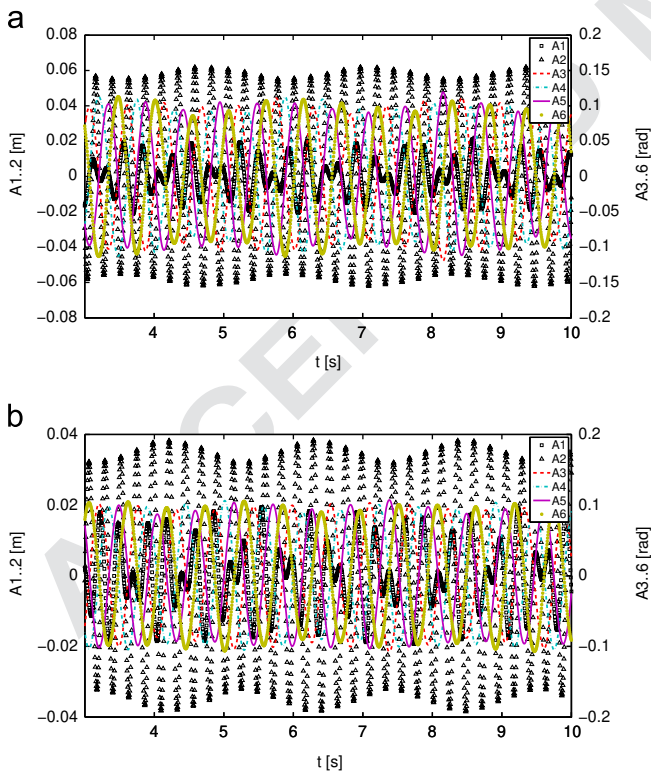 a
0.08
0.06
0.04
0.02
0
−0.02
−0.04
−0.06
−0.08
A1..2 [m]
0.2
0.15
0.1
0.05
0
−0.05
−0.1
−0.15
−0.2
A3..6 [rad]
A1
A2
A3
A4
A5
A6
4
5
6
7
8
9
10
t [s]
b
0.04
0.02
0
−0.02
−0.04
A1..2 [m]
0.2
0.1
0
−0.1
−0.2
A3..6 [rad]
A1
A2
A3
A4
A5
A6
4
5
6
7
8
9
10
t [s]